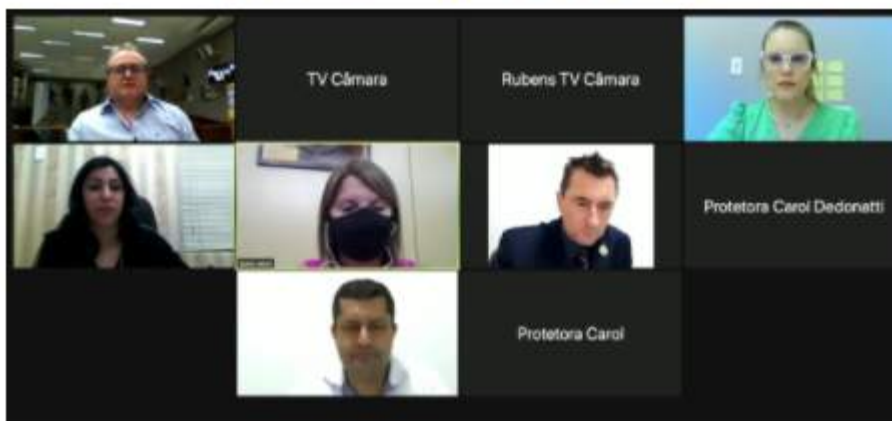 TV Câmara
Rubens TV Câmara
Protetora Carol Dedonatti
Protetora Carol